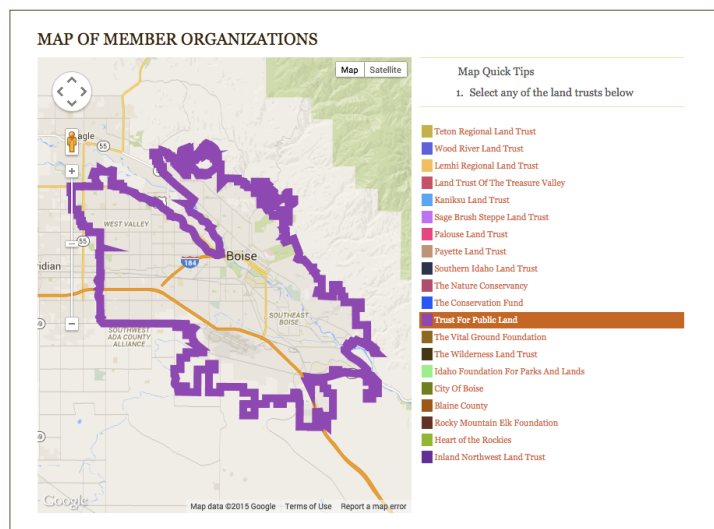 MAP OF MEMBER ORGANIZATIONS
Map Satellite
Map Quick Tips
1. Select any of the land trusts below
agle
55
WEST VALLEY
55
ridian
Boise
184
SOUTHEAST
BOISE
SOUTHWEST
ADA COUNTY
ALLIANCE
Google
Map data ©2015 Google Terms of Use Report a map error
Teton Regional Land Trust
Wood River Land Trust
Lemhi Regional Land Trust
Land Trust Of The Treasure Valley
Kaniksu Land Trust
Sage Brush Steppe Land Trust
Palouse Land Trust
Payette Land Trust
Southern Idaho Land Trust
The Nature Conservancy
The Conservation Fund
Trust For Public Land
The Vital Ground Foundation
The Wilderness Land Trust
Idaho Foundation For Parks And Lands
City Of Boise
Blaine County
Rocky Mountain Elk Foundation
Heart of the Rockies
Inland Northwest Land Trust